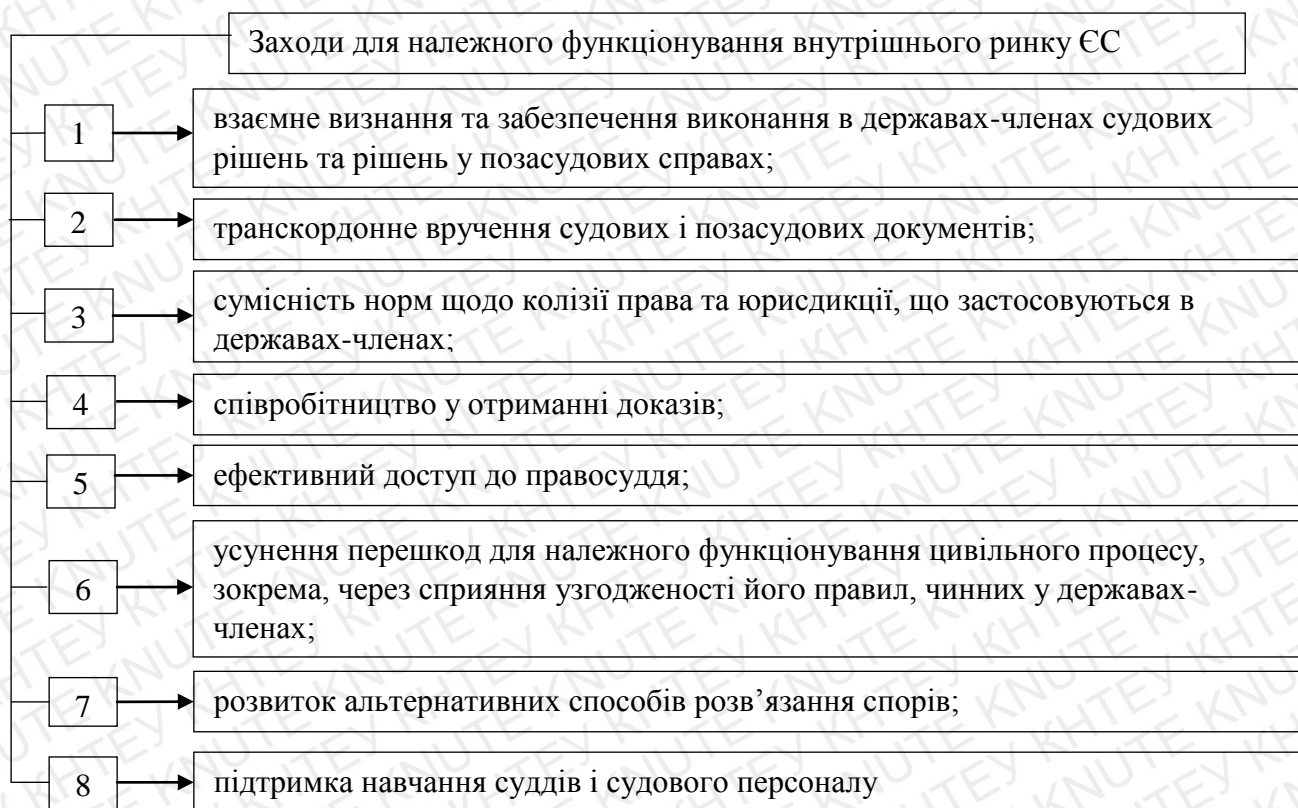 Заходи для належного функціонування внутрішнього ринку ЄС
1
взаємне визнання та забезпечення виконання в державах-членах судових
рішень та рішень у позасудових справах;
2
транскордонне вручення судових і позасудових документів;
3
сумісність норм щодо колізії права та юрисдикції, що застосовуються в
державах-членах;
4
співробітництво у отриманні доказів;
5
ефективний доступ до правосуддя;
6
усунення перешкод для належного функціонування цивільного процесу,
зокрема, через сприяння узгодженості його правил, чинних у державах-
членах;
7
розвиток альтернативних способів розв’язання спорів;
8
підтримка навчання суддів і судового персоналу